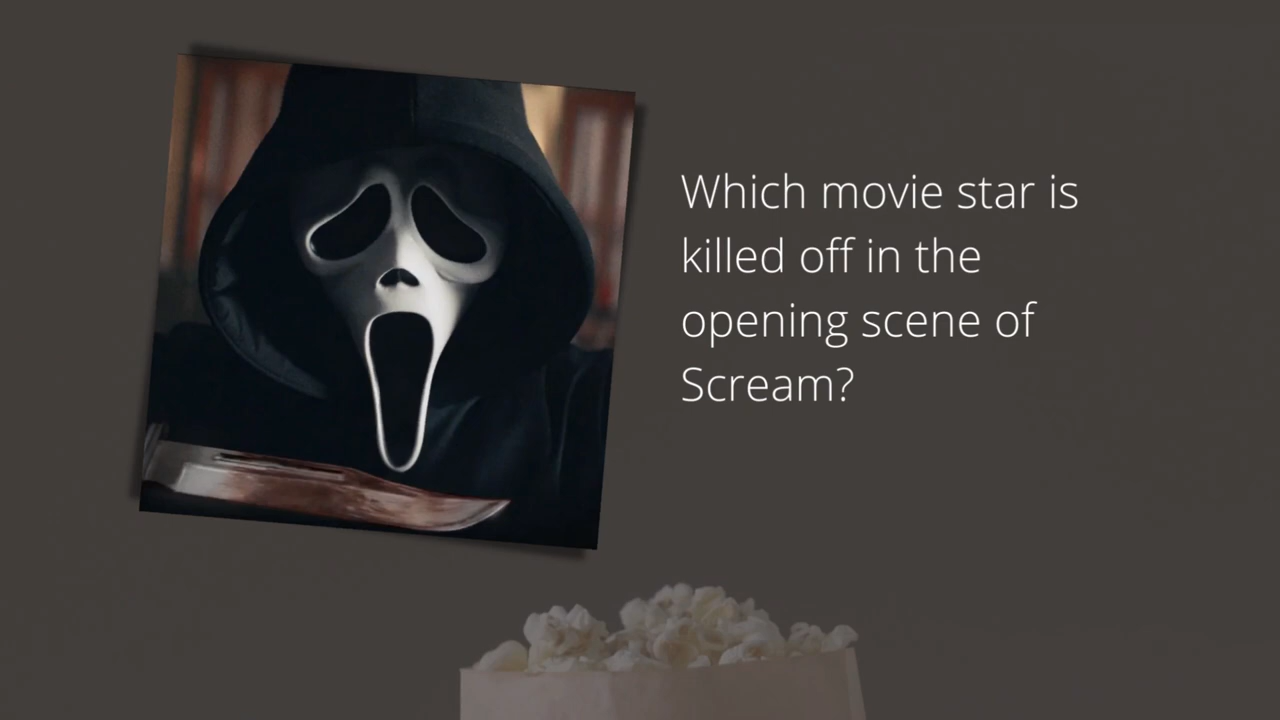 Which movie star is
killed off in the
opening scene of
Scream?